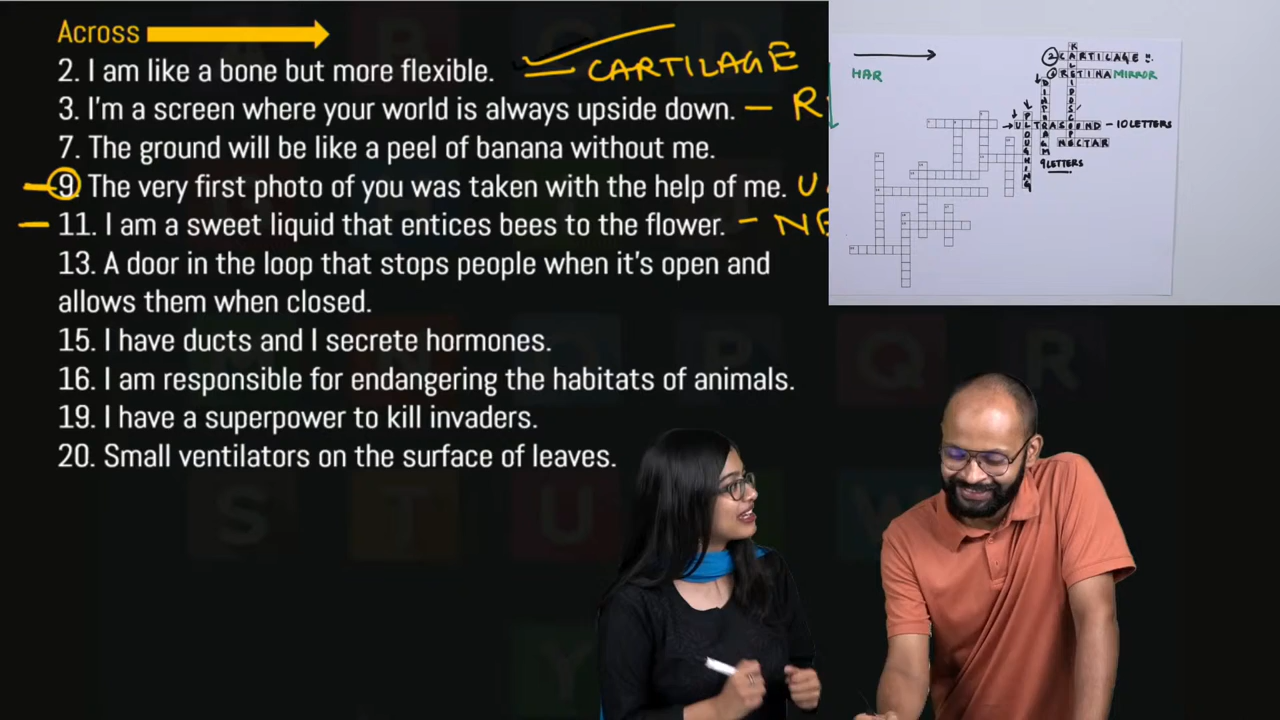 Across
2. I am like a bone but more flexible. CARTILAGE
3. I'm a screen where your world is always upside down. – R
7. The ground will be like a peel of banana without me.
9. The very first photo of you was taken with the help of me. U
11. I am a sweet liquid that entices bees to the flower. – NE
13. A door in the loop that stops people when it's open and
allows them when closed.
15. I have ducts and I secrete hormones.
16. I am responsible for endangering the habitats of animals.
19. I have a superpower to kill invaders.
20. Small ventilators on the surface of leaves.
HAR
2 CARTILAGE !!
RETINA MIRROR
– 10 LETTERS
NECTAR
9 LETTERS
PLOUGHING